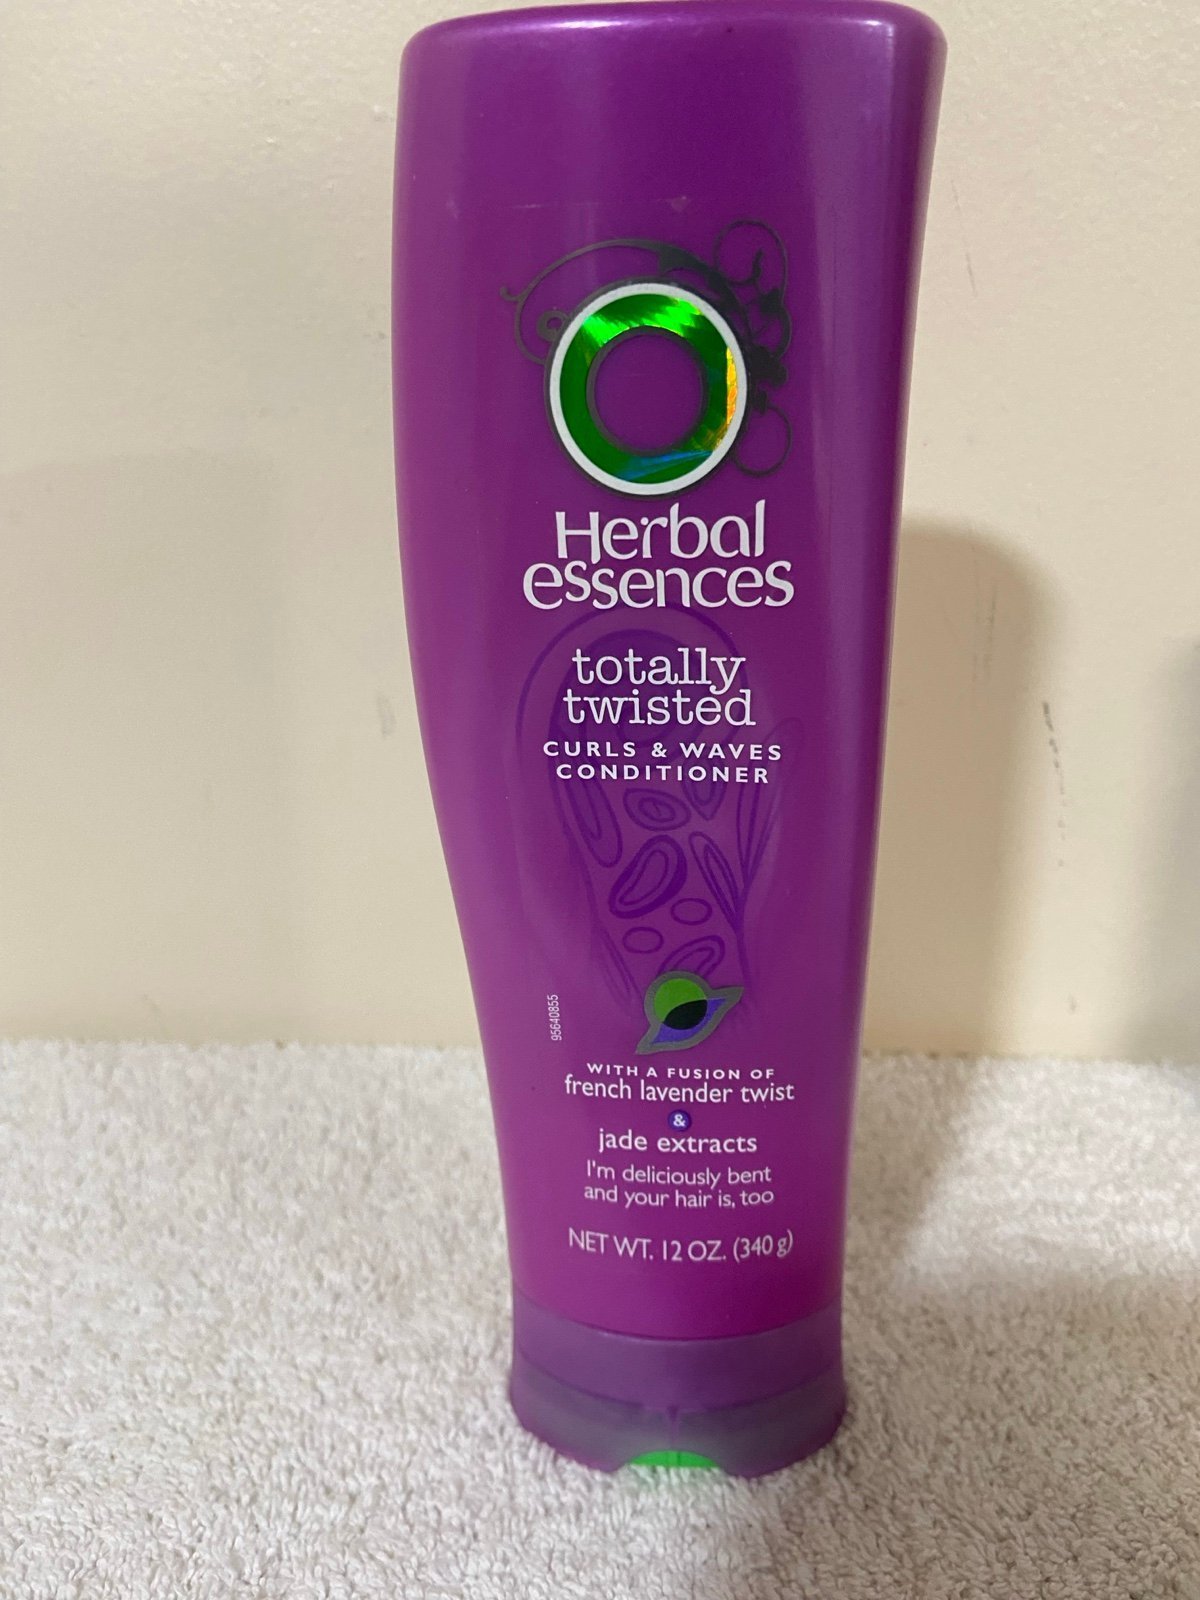 Herbal
essences
totally
twisted
CURLS & WAVES
CONDITIONER
95640855
WITH A FUSION OF
french lavender twist
&
jade extracts
I'm deliciously bent
and your hair is, too
NET WT. 12 OZ. (340 g)